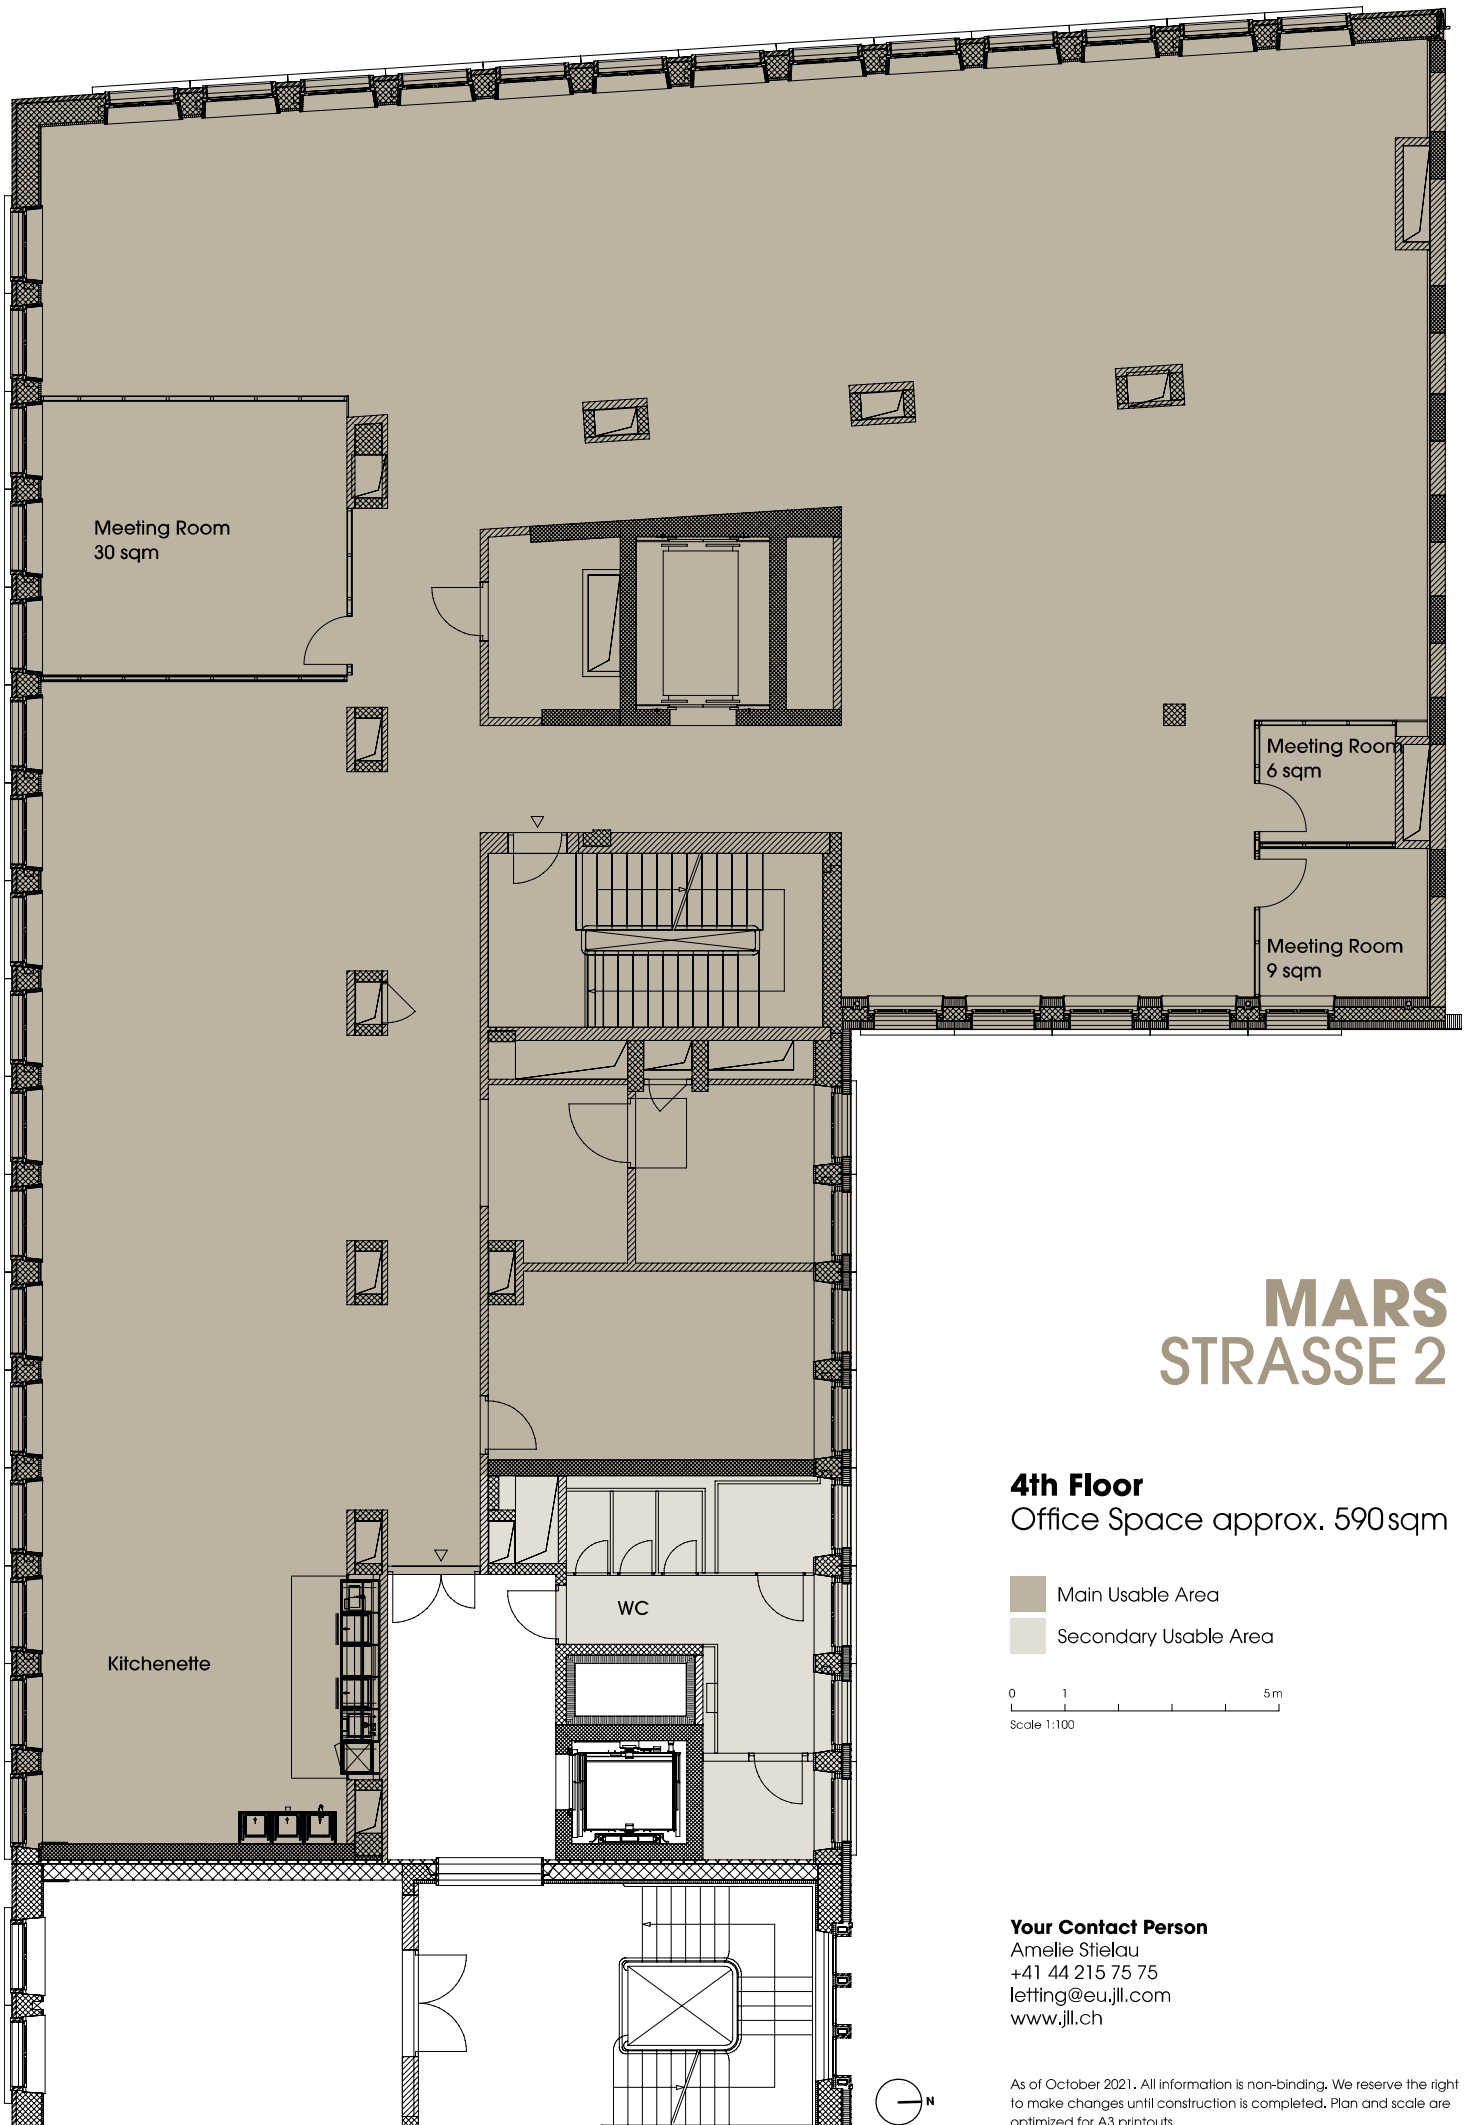 Meeting Room
30 sqm
Meeting Room
6 sqm
Meeting Room
9 sqm
MARS
STRASSE 2
4th Floor
Office Space approx. 590 sqm
Main Usable Area
Secondary Usable Area
0 1 5 m
Scale 1:100
WC
Kitchenette
Your Contact Person
Amelie Stielau
+41 44 215 75 75
letting@eu.jll.com
www.jll.ch
N
As of October 2021. All information is non-binding. We reserve the right
to make changes until construction is completed. Plan and scale are
optimized for A3 printouts.